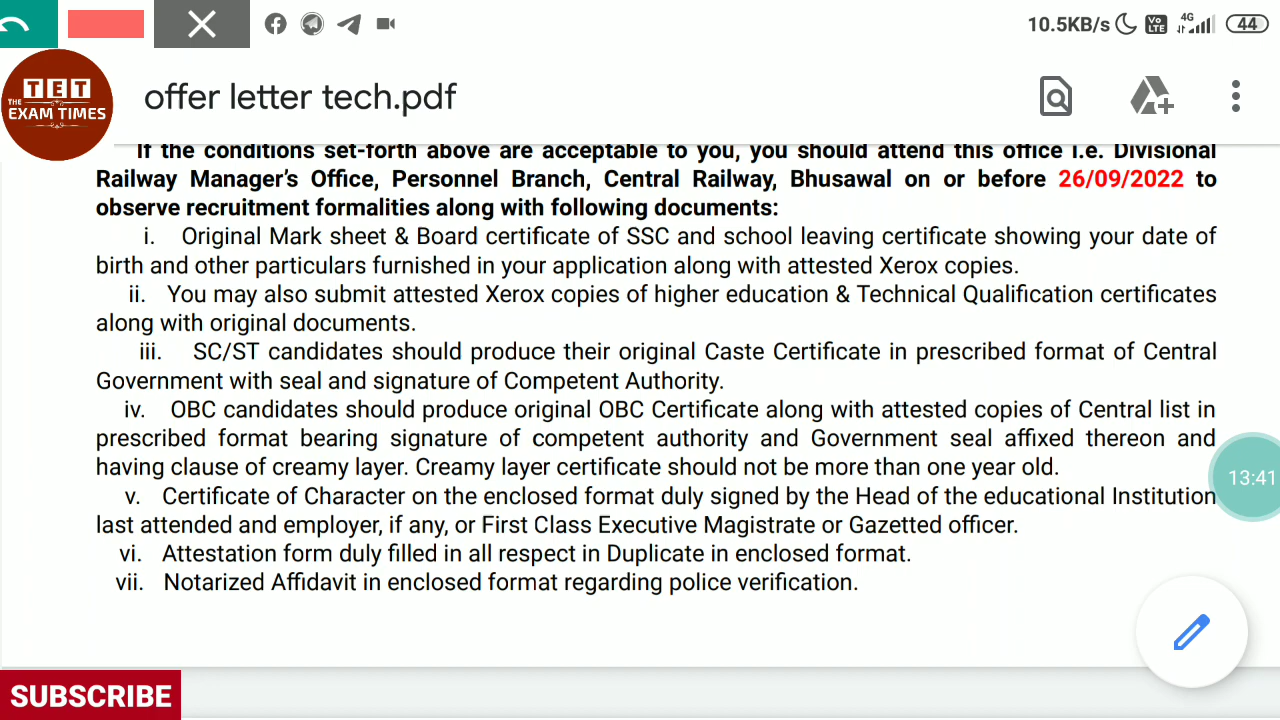 10.5KB/s Vo LTE 4G 44
TET
THE
EXAM TIMES
offer letter tech.pdf
If the conditions set-forth above are acceptable to you, you should attend this office i.e. Divisional
Railway Manager's Office, Personnel Branch, Central Railway, Bhusawal on or before 26/09/2022 to
observe recruitment formalities along with following documents:
i. Original Mark sheet & Board certificate of SSC and school leaving certificate showing your date of
birth and other particulars furnished in your application along with attested Xerox copies.
ii. You may also submit attested Xerox copies of higher education & Technical Qualification certificates
along with original documents.
iii. SC/ST candidates should produce their original Caste Certificate in prescribed format of Central
Government with seal and signature of Competent Authority.
iv. OBC candidates should produce original OBC Certificate along with attested copies of Central list in
prescribed format bearing signature of competent authority and Government seal affixed thereon and
having clause of creamy layer. Creamy layer certificate should not be more than one year old.
13:41
v. Certificate of Character on the enclosed format duly signed by the Head of the educational Institution
last attended and employer, if any, or First Class Executive Magistrate or Gazetted officer.
vi. Attestation form duly filled in all respect in Duplicate in enclosed format.
vii. Notarized Affidavit in enclosed format regarding police verification.
SUBSCRIBE